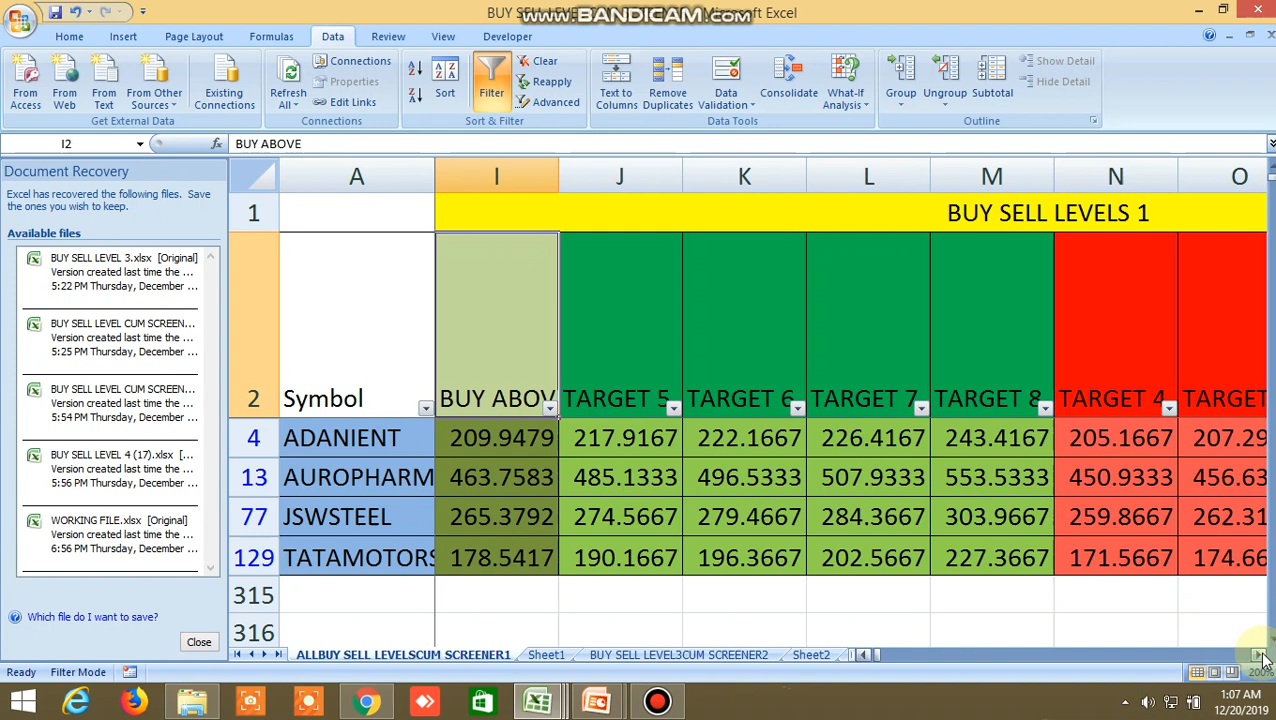 BUY SELL LEVE
www.BANDICAM.com
Microsoft Excel
Home Insert Page Layout Formulas Data Review View Developer
From Access
From Web
From Text
From Other Sources
Existing Connections
Get External Data
Refresh All
Connections
Properties
Edit Links
Connections
Sort
Filter
Clear
Reapply
Advanced
Sort & Filter
Text to Columns
Remove Duplicates
Data Validation
Consolidate
What-If Analysis
Data Tools
Group
Ungroup
Subtotal
Show Detail
Hide Detail
Outline
I2 fx BUY ABOVE
Document Recovery
Excel has recovered the following files. Save
the ones you wish to keep.
Available files
BUY SELL LEVEL 3.xlsx [Original]
Version created last time the ...
5:22 PM Thursday, December ...
BUY SELL LEVEL CUM SCREEN...
Version created last time the ...
5:25 PM Thursday, December ...
BUY SELL LEVEL CUM SCREEN...
Version created last time the ...
5:54 PM Thursday, December ...
BUY SELL LEVEL 4 (17).xlsx [...
Version created last time the ...
5:56 PM Thursday, December ...
WORKING FILE.xlsx [Original]
Version created last time the ...
6:56 PM Thursday, December ...
Which file do I want to save?
Close
A I J K L M N O
1 BUY SELL LEVELS 1
2 Symbol BUY ABOV TARGET 5 TARGET 6 TARGET 7 TARGET 8 TARGET 4 TARGET
4 ADANIENT 209.9479 217.9167 222.1667 226.4167 243.4167 205.1667 207.29
13 AUROPHARM 463.7583 485.1333 496.5333 507.9333 553.5333 450.9333 456.63
77 JSWSTEEL 265.3792 274.5667 279.4667 284.3667 303.9667 259.8667 262.31
129 TATAMOTORS 178.5417 190.1667 196.3667 202.5667 227.3667 171.5667 174.66
315
316
ALLBUY SELL LEVELSCUM SCREENER1 Sheet1 BUY SELL LEVEL3CUM SCREENER2 Sheet2
Ready Filter Mode 200%
1:07 AM
12/20/2019